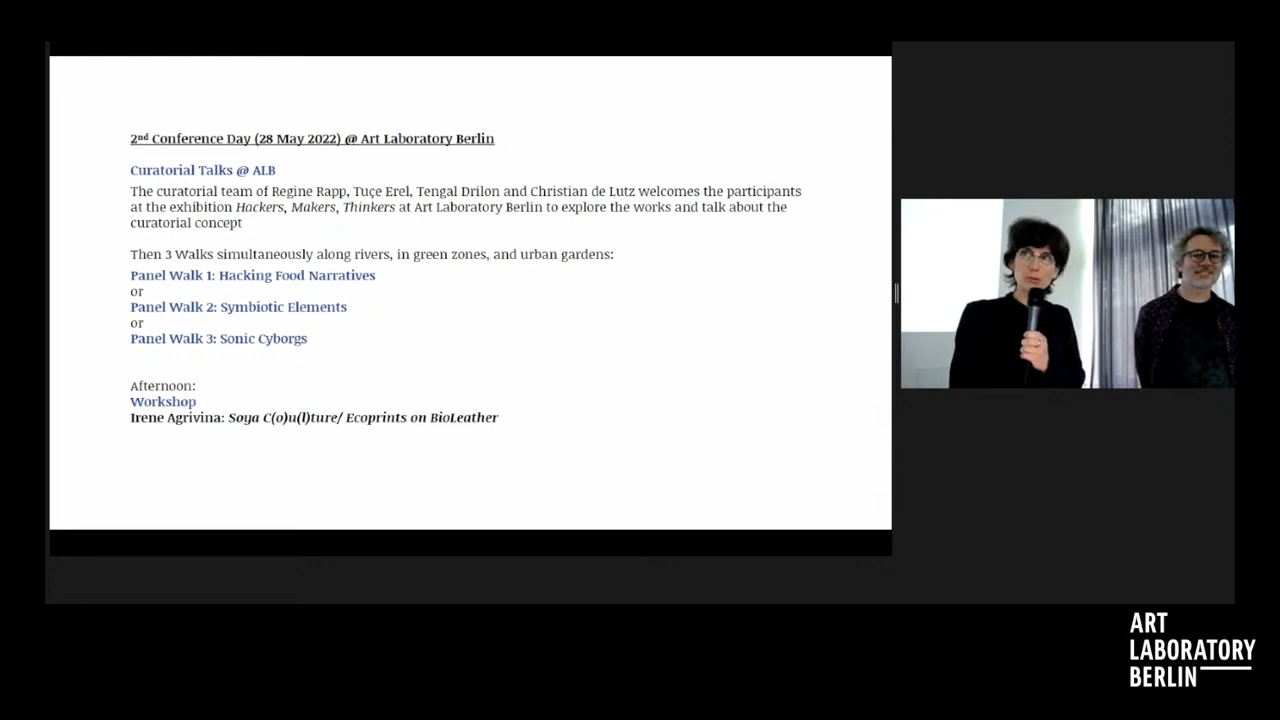 2nd Conference Day (28 May 2022) @ Art Laboratory Berlin
Curatorial Talks @ ALB
The curatorial team of Regine Rapp, Tuçe Erel, Tengal Drilon and Christian de Lutz welcomes the participants
at the exhibition Hackers, Makers, Thinkers at Art Laboratory Berlin to explore the works and talk about the
curatorial concept
Then 3 Walks simultaneously along rivers, in green zones, and urban gardens:
Panel Walk 1: Hacking Food Narratives
or
Panel Walk 2: Symbiotic Elements
or
Panel Walk 3: Sonic Cyborgs
Afternoon:
Workshop
Irene Agrivina: Soya C(o)u(l)ture/ Ecoprints on BioLeather
ART
LABORATORY
BERLIN